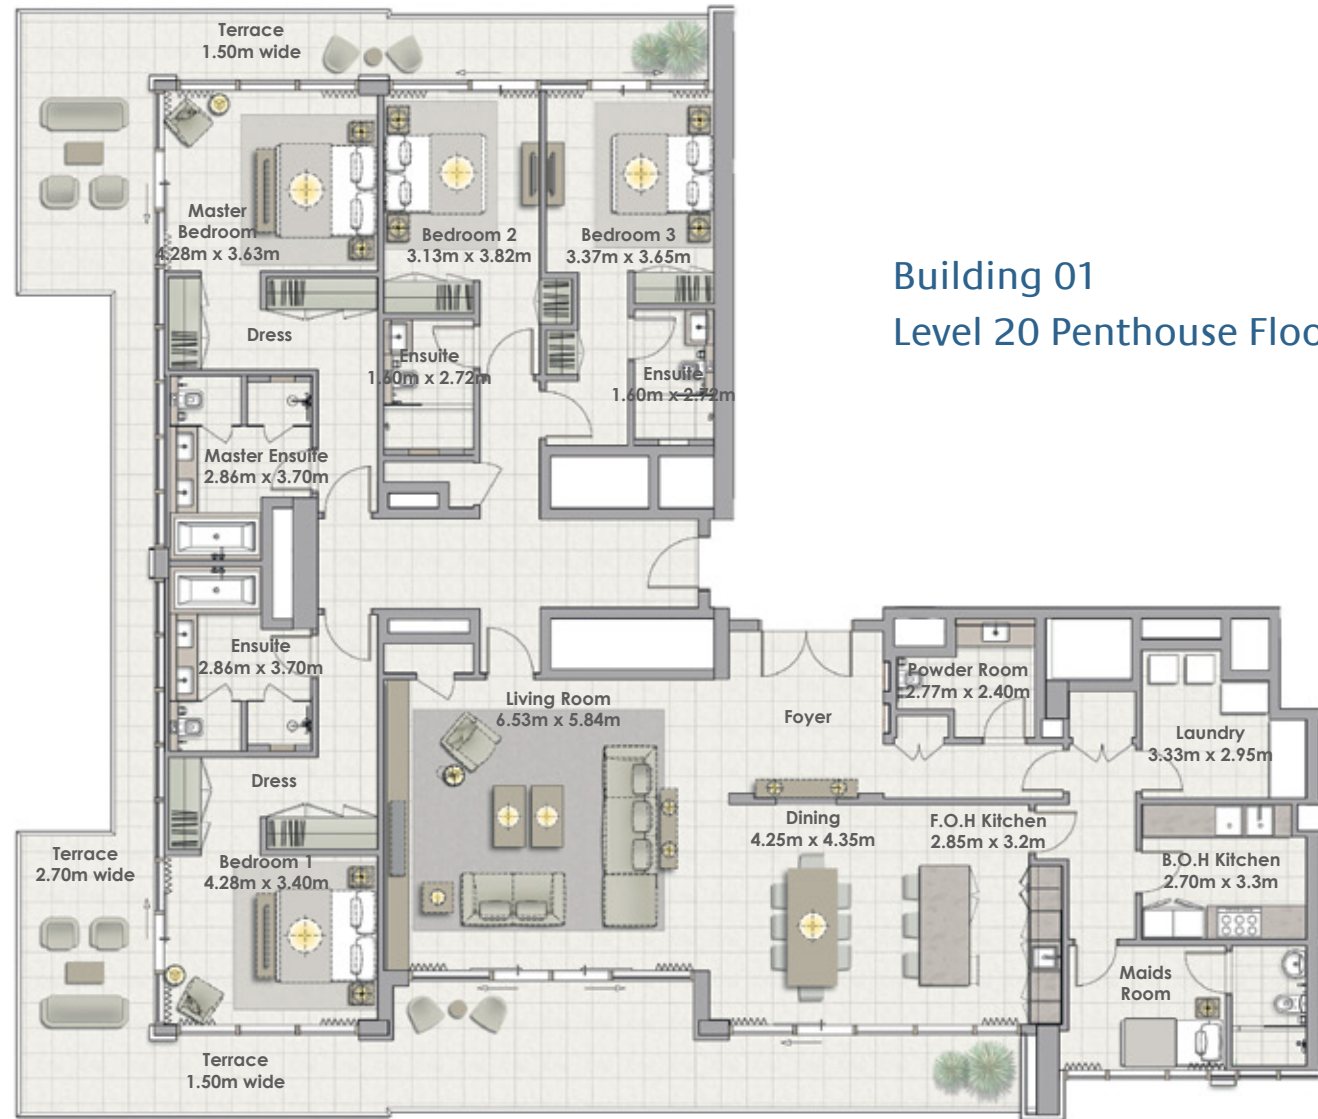 Terrace
1.50m wide
Master
Bedroom
4.28m x 3.63m
Bedroom 2
3.13m x 3.82m
Bedroom 3
3.37m x 3.65m
Building 01
Level 20 Penthouse Floo
Dress
Ensuite
1.60m x 2.72m
Ensuite
1.60m x 2.72m
Master Ensuite
2.86m x 3.70m
Ensuite
2.86m x 3.70m
Living Room
6.53m x 5.84m
Foyer
Powder Room
2.77m x 2.40m
Laundry
3.33m x 2.95m
Dress
Dining
4.25m x 4.35m
F.O.H Kitchen
2.85m x 3.2m
Terrace
2.70m wide
Bedroom 1
4.28m x 3.40m
B.O.H Kitchen
2.70m x 3.3m
Maids
Room
Terrace
1.50m wide